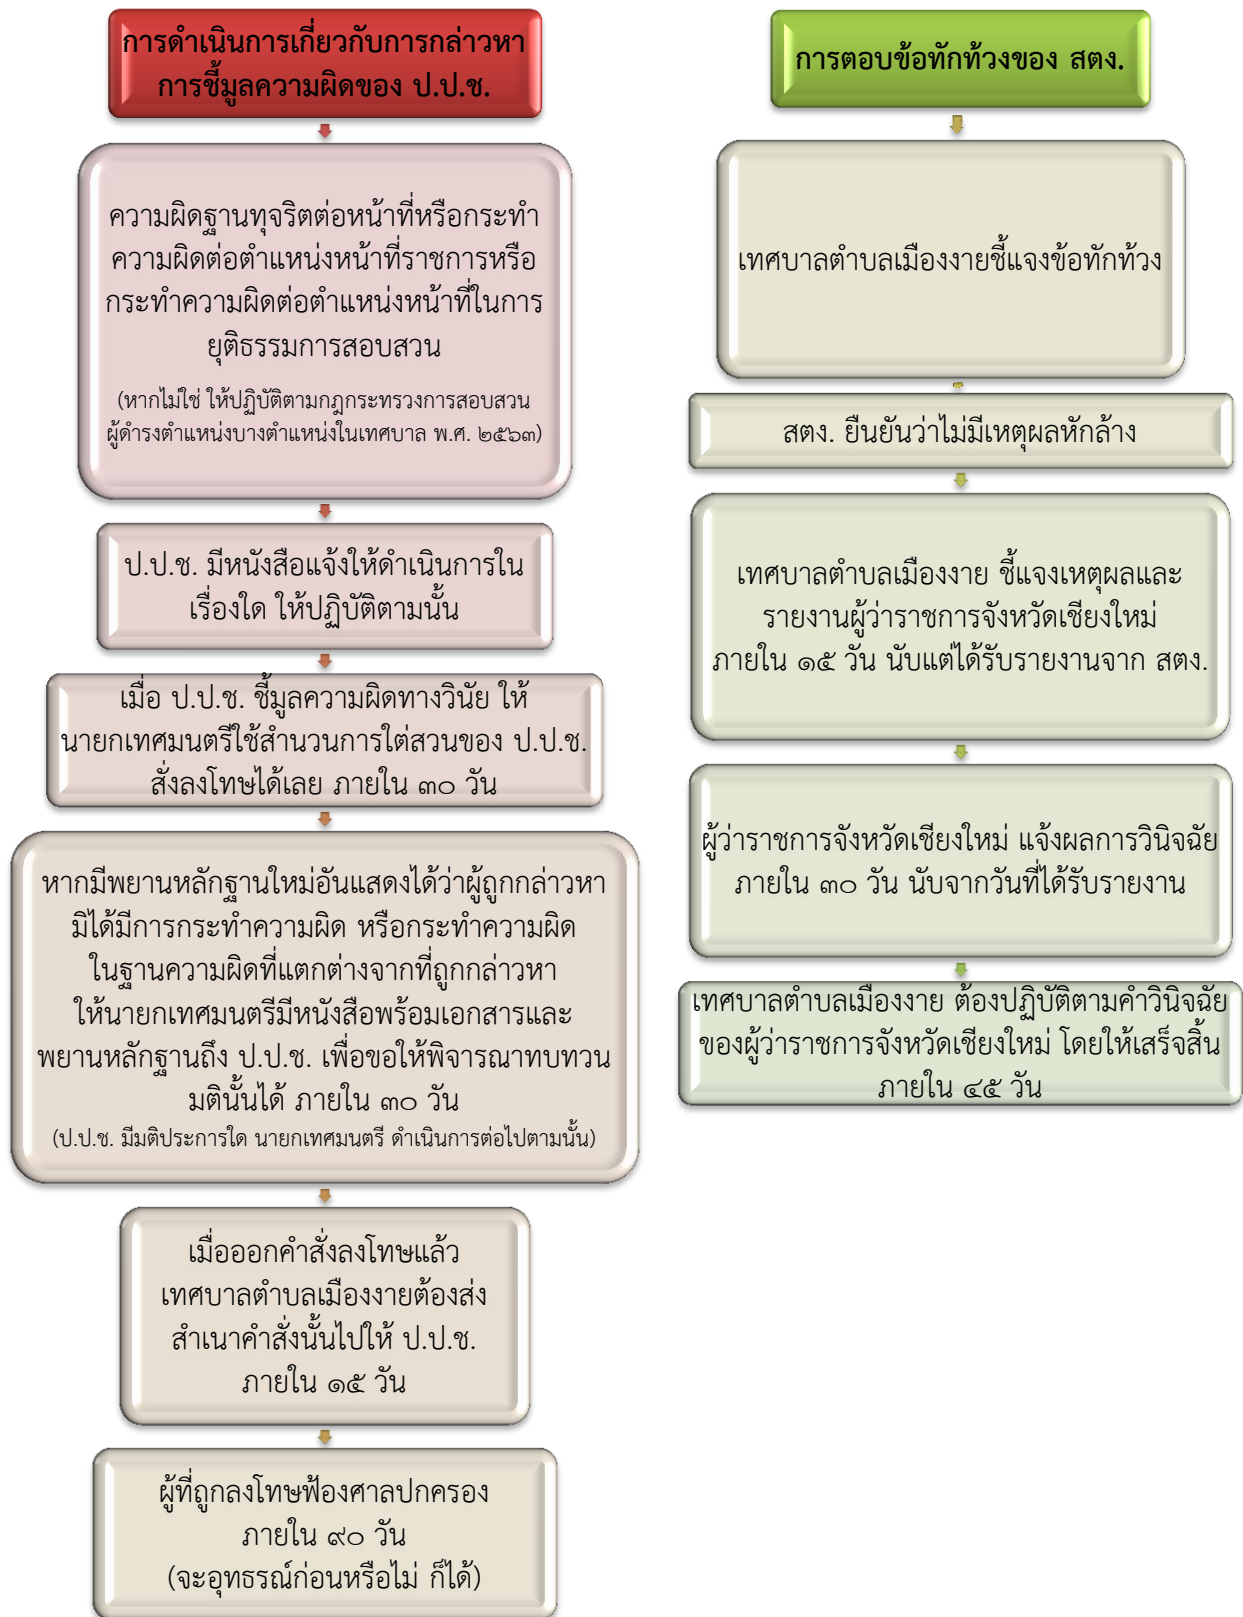 การดำเนินการเกี่ยวกับการกล่าวหา
การชี้มูลความผิดของ ป.ป.ช.
ความผิดฐานทุจริตต่อหน้าที่หรือกระทำ
ความผิดต่อตำแหน่งหน้าที่ราชการหรือ
กระทำความผิดต่อตำแหน่งหน้าที่ในการ
ยุติธรรมการสอบสวน
(หากไม่ใช่ ให้ปฏิบัติตามกฎกระทรวงการสอบสวน
ผู้ดำรงตำแหน่งบางตำแหน่งในเทศบาล พ.ศ. ๒๕๖๓)
ป.ป.ช. มีหนังสือแจ้งให้ดำเนินการใน
เรื่องใด ให้ปฏิบัติตามนั้น
เมื่อ ป.ป.ช. ชี้มูลความผิดทางวินัย ให้
นายกเทศมนตรีใช้สำนวนการไต่สวนของ ป.ป.ช.
สั่งลงโทษได้เลย ภายใน ๓๐ วัน
หากมีพยานหลักฐานใหม่อันแสดงได้ว่าผู้ถูกกล่าวหา
มิได้มีการกระทำความผิด หรือกระทำความผิด
ในฐานความผิดที่แตกต่างจากที่ถูกกล่าวหา
ให้นายกเทศมนตรีมีหนังสือพร้อมเอกสารและ
พยานหลักฐานถึง ป.ป.ช. เพื่อขอให้พิจารณาทบทวน
มตินั้นได้ ภายใน ๓๐ วัน
(ป.ป.ช. มีมติประการใด นายกเทศมนตรี ดำเนินการต่อไปตามนั้น)
เมื่อออกคำสั่งลงโทษแล้ว
เทศบาลตำบลเมืองงายต้องส่ง
สำเนาคำสั่งนั้นไปให้ ป.ป.ช.
ภายใน ๑๕ วัน
ผู้ที่ถูกลงโทษฟ้องศาลปกครอง
ภายใน ๙๐ วัน
(จะอุทธรณ์ก่อนหรือไม่ ก็ได้)
การตอบข้อทักท้วงของ สตง.
เทศบาลตำบลเมืองงายชี้แจงข้อทักท้วง
สตง. ยืนยันว่าไม่มีเหตุผลหักล้าง
เทศบาลตำบลเมืองงาย ชี้แจงเหตุผลและ
รายงานผู้ว่าราชการจังหวัดเชียงใหม่
ภายใน ๑๕ วัน นับแต่ได้รับรายงานจาก สตง.
ผู้ว่าราชการจังหวัดเชียงใหม่ แจ้งผลการวินิจฉัย
ภายใน ๓๐ วัน นับจากวันที่ได้รับรายงาน
เทศบาลตำบลเมืองงาย ต้องปฏิบัติตามคำวินิจฉัย
ของผู้ว่าราชการจังหวัดเชียงใหม่ โดยให้เสร็จสิ้น
ภายใน ๔๕ วัน